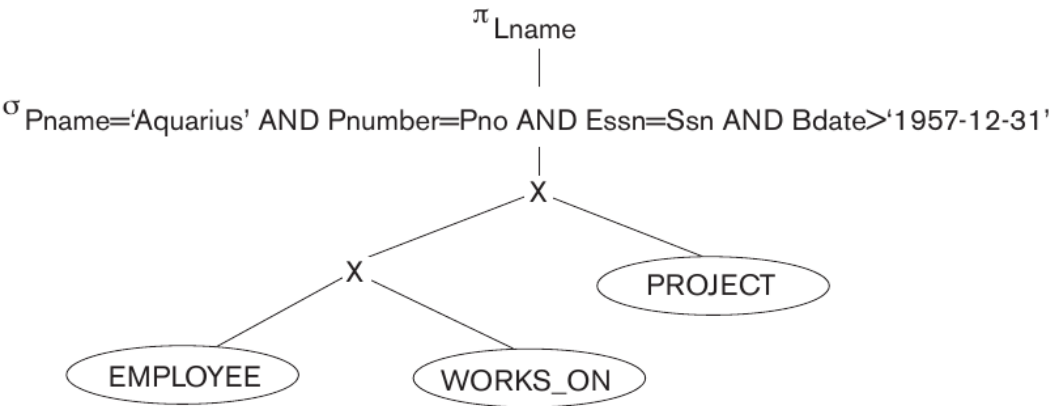 π Lname
σ Pname=‘Aquarius’ AND Pnumber=Pno AND Essn=Ssn AND Bdate>‘1957-12-31’
X
X
PROJECT
EMPLOYEE
WORKS_ON